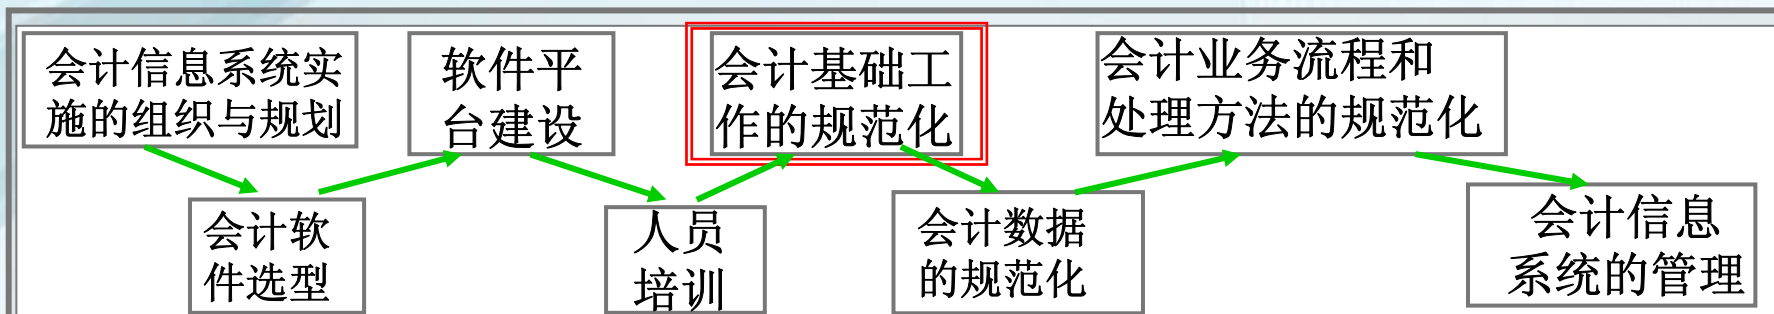 会计信息系统实
施的组织与规划
会计软
件选型
软件平
台建设
人员
培训
会计基础工
作的规范化
会计数据
的规范化
会计业务流程和
处理方法的规范化
会计信息
系统的管理